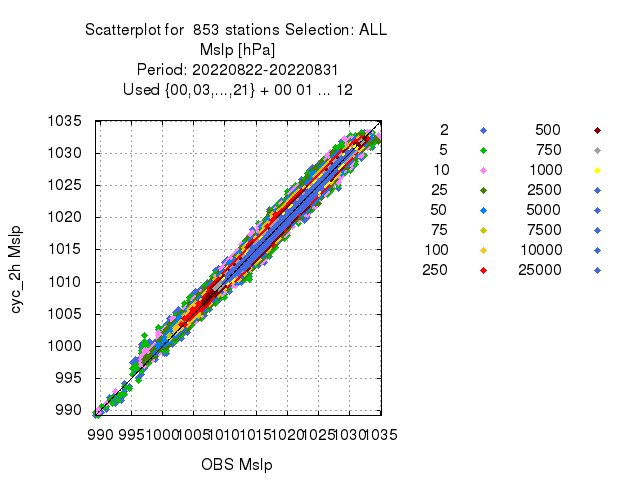 Scatterplot for 853 stations Selection: ALL
Mslp [hPa]
Period: 20220822-20220831
Used {00,03,...,21} + 00 01 ... 12
1035
1030
1025
1020
1015
1010
1005
1000
995
990
cyc_2h Mslp
990 995 1000 1005 1010 1015 1020 1025 1030 1035
OBS Mslp
2 500
5 750
10 1000
25 2500
50 5000
75 7500
100 10000
250 25000